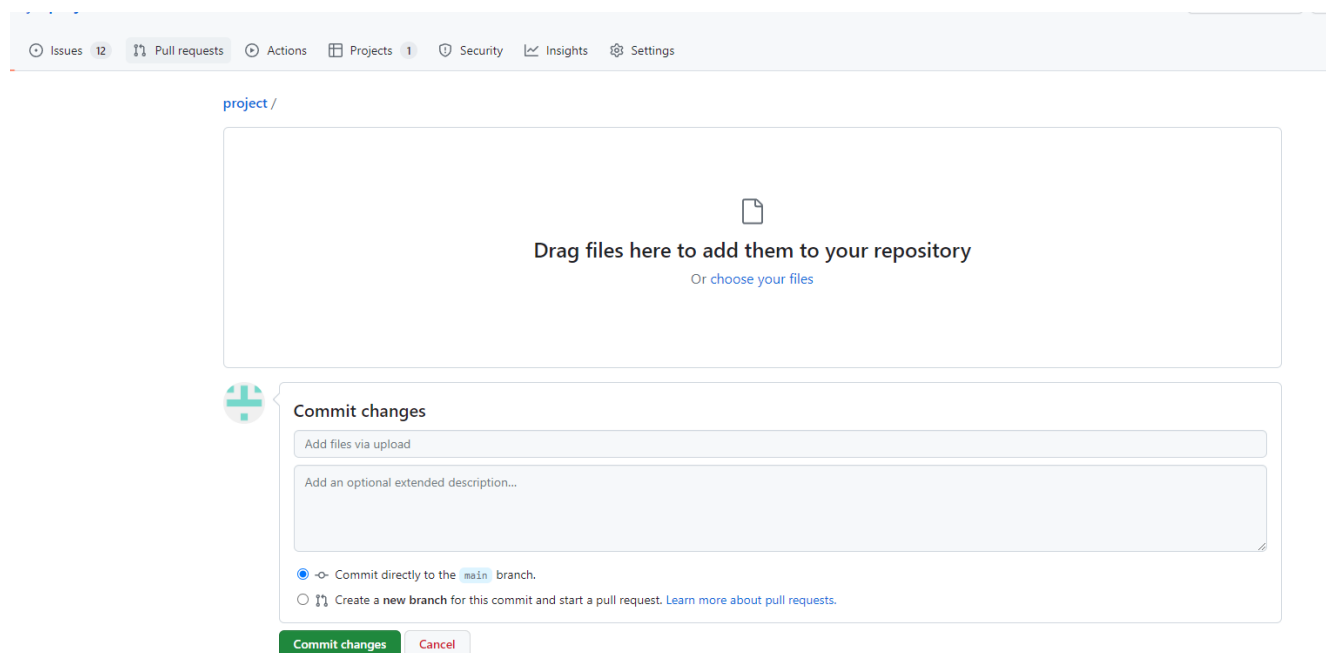 Issues 12 Pull requests Actions Projects 1 Security Insights Settings
project /
Drag files here to add them to your repository
Or choose your files
Commit changes
Add files via upload
Add an optional extended description...
Commit directly to the main branch.
Create a new branch for this commit and start a pull request. Learn more about pull requests.
Commit changes Cancel